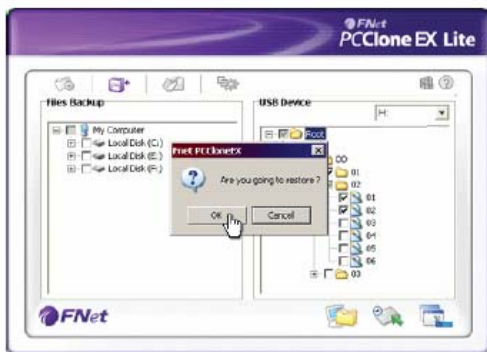 FNet
PCClone EX Lite
Files Backup
USB Device
H:
My Computer
Local Disk (C:)
Local Disk (E:)
Local Disk (F:)
Root
Fnet PCClonetX
Are you going to restore ?
OK
Cancel
00
01
02
01
02
03
04
05
06
03
FNet